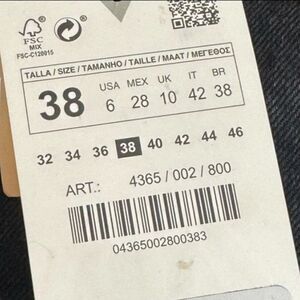 FSC
MIX
FSC-C120015
TALLA / SIZE / TAMANHO / TAILLE / MAAT / ΜΕΓΕΘΟΣ
38
USA MEX UK IT BR
6 28 10 42 38
32 34 36 38 40 42 44 46
ART.: 4365 / 002 / 800
04365002800383